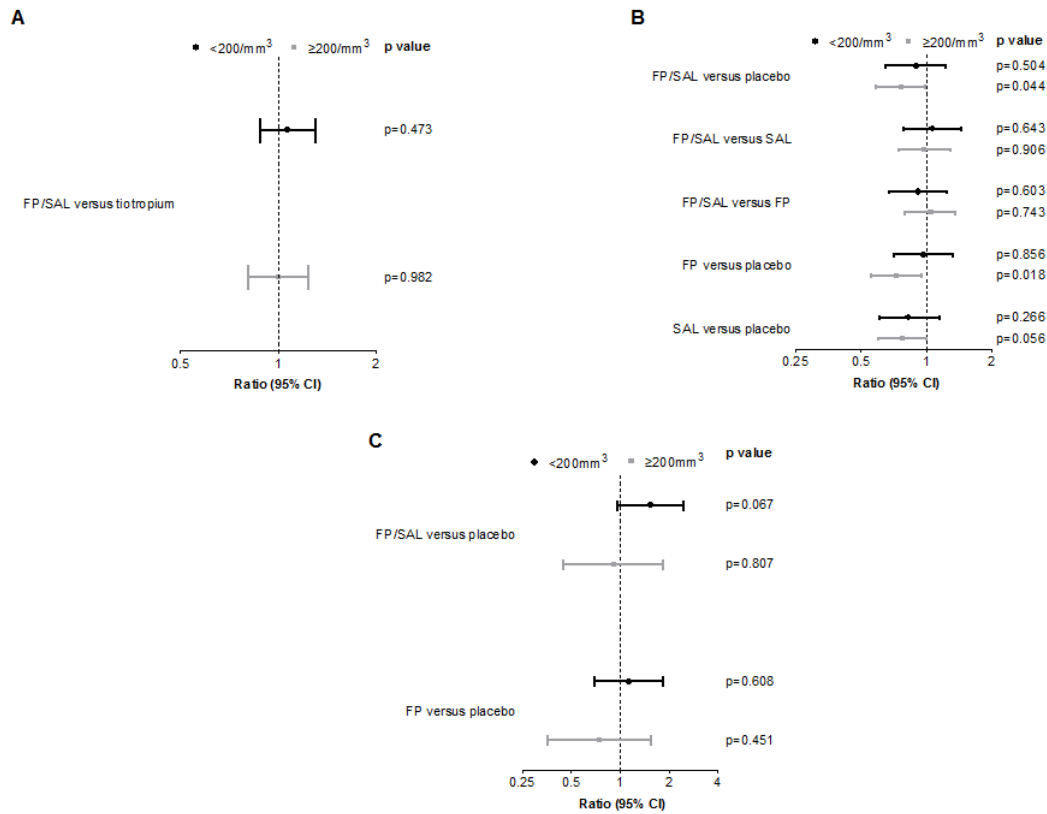 A
<200/mm3 ≥200/mm3 p value
p=0.473
FP/SAL versus tiotropium
p=0.982
0.5 1 2
Ratio (95% CI)
B
<200/mm3 ≥200/mm3 p value
FP/SAL versus placebo
p=0.504
p=0.044
FP/SAL versus SAL
p=0.643
p=0.906
FP/SAL versus FP
p=0.603
p=0.743
FP versus placebo
p=0.856
p=0.018
SAL versus placebo
p=0.266
p=0.056
0.25 1 2
Ratio (95% CI)
C
<200mm3 ≥200mm3 p value
p=0.067
FP/SAL versus placebo
p=0.807
p=0.608
FP versus placebo
p=0.451
0.25 0.5 1 2 4
Ratio (95% CI)